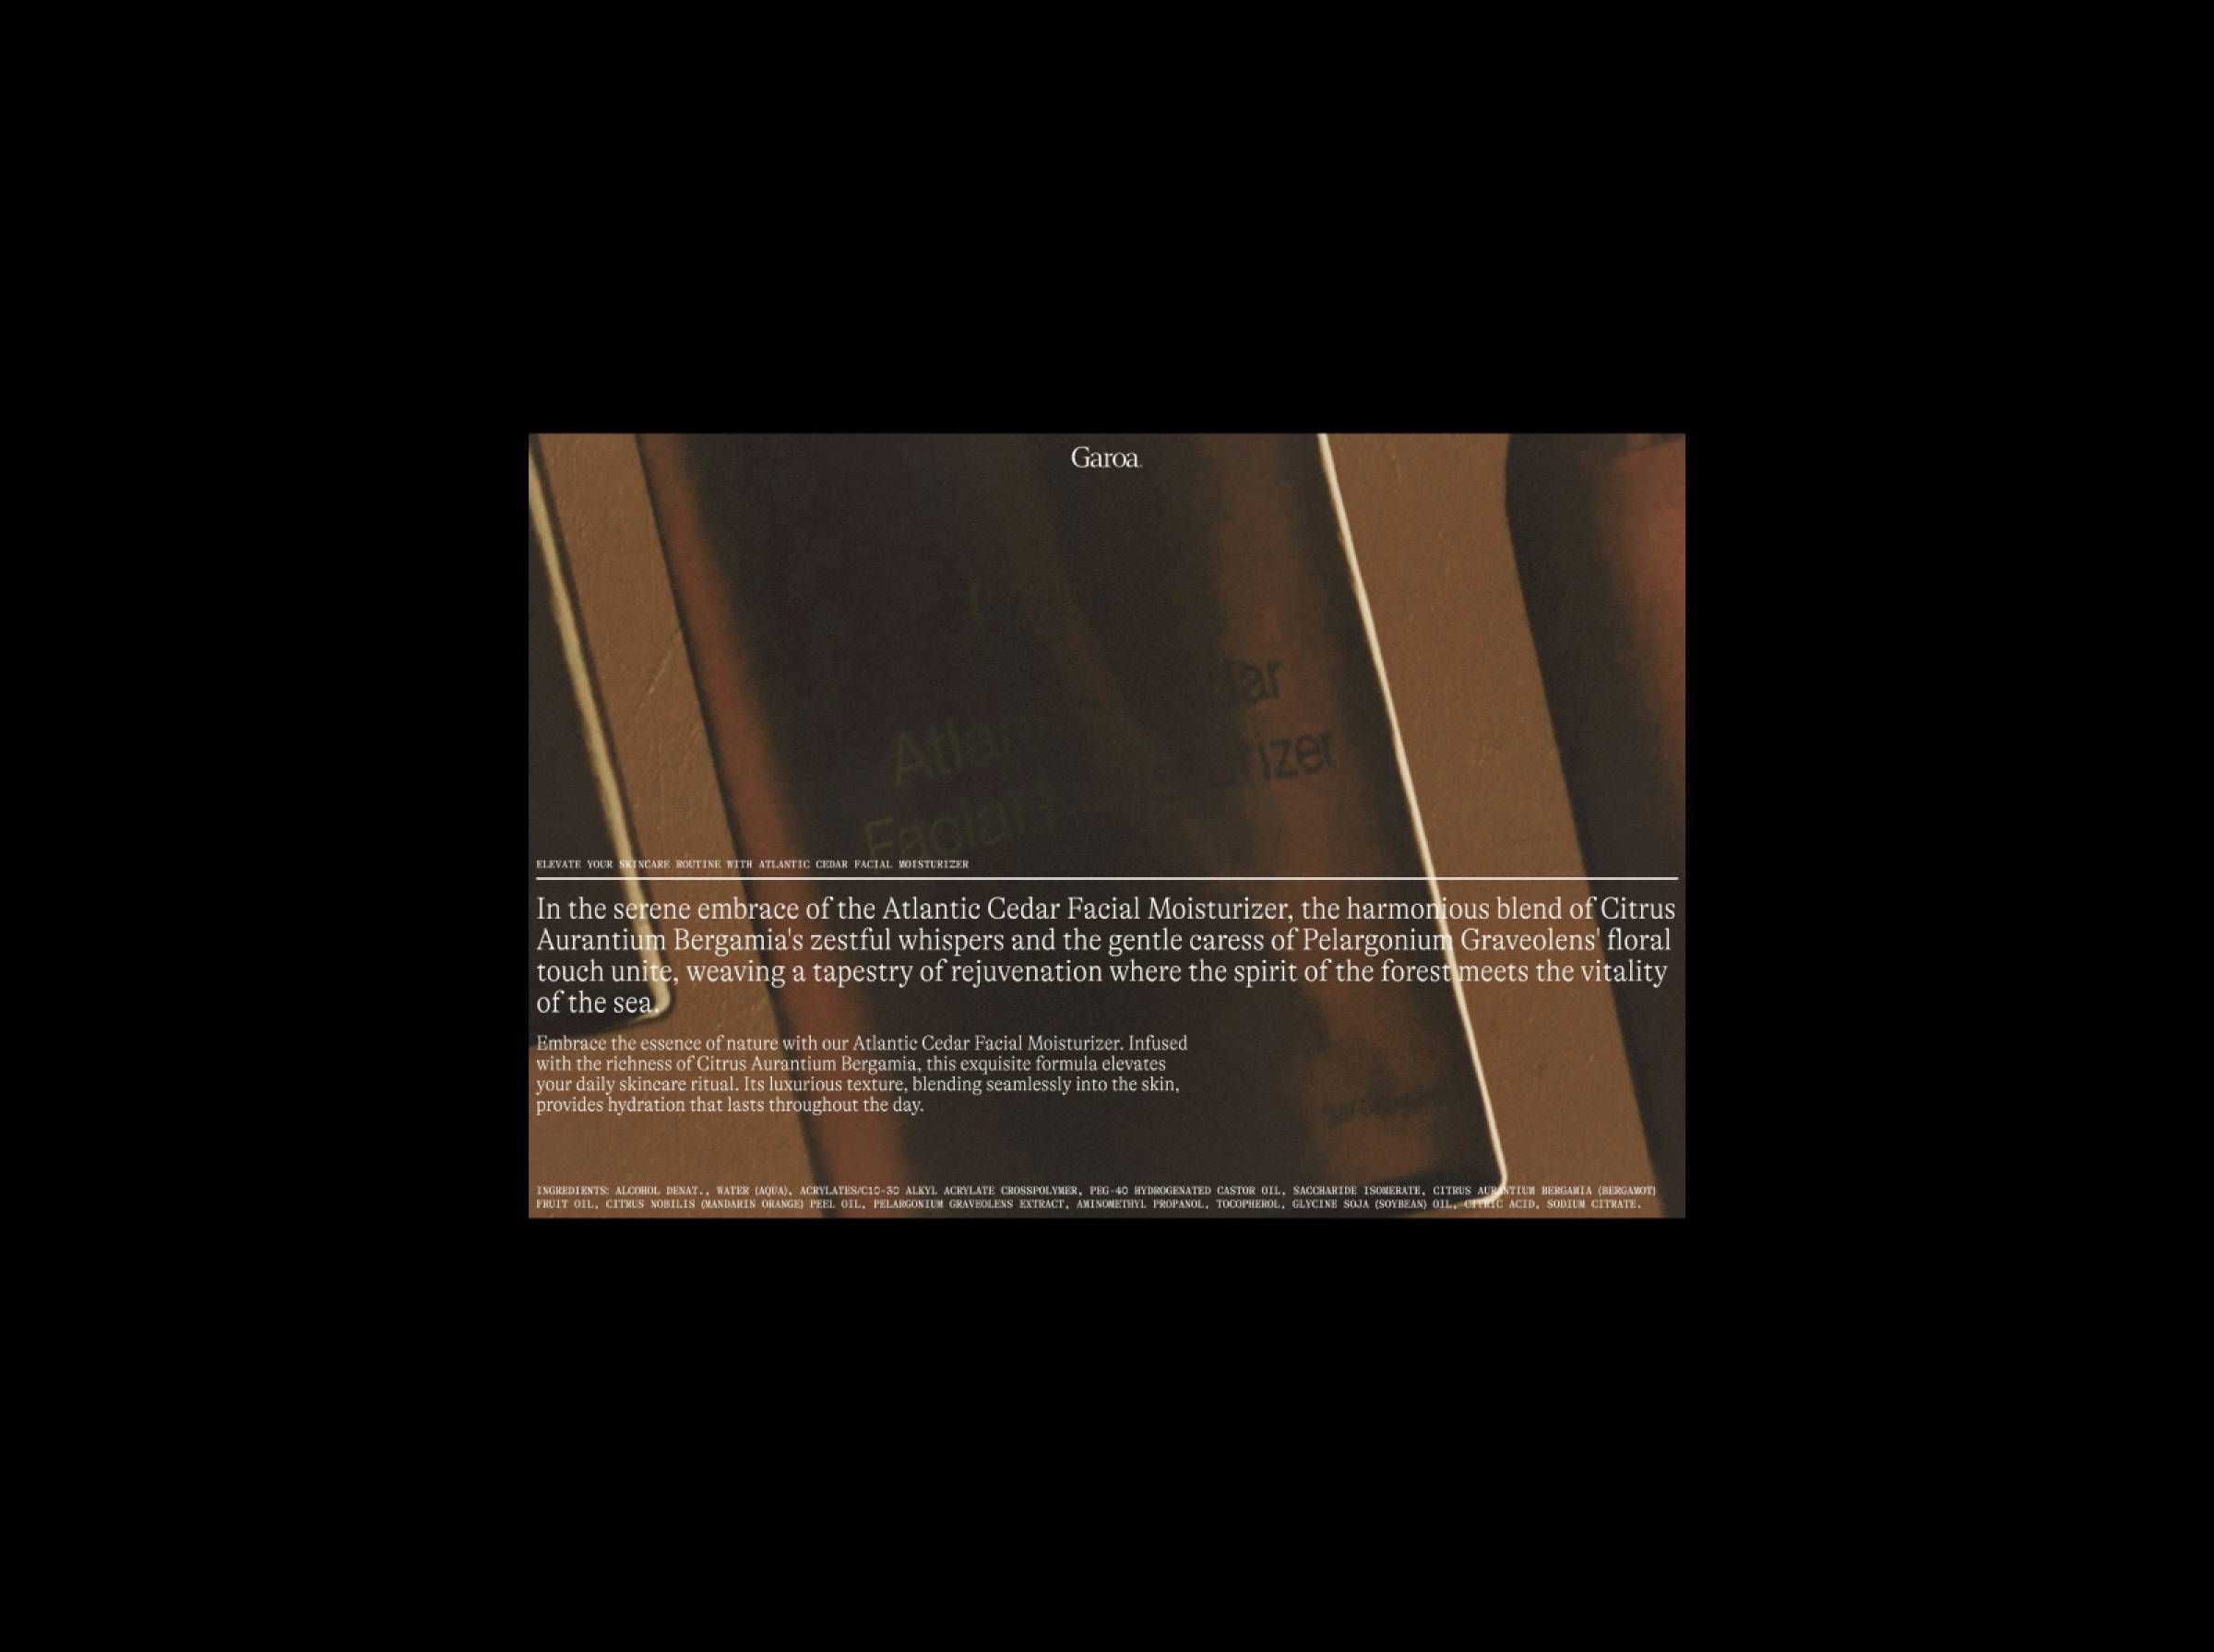 Garoa.
dar
Atlan
rizer
Facial
ELEVATE YOUR SKINCARE ROUTINE WITH ATLANTIC CEDAR FACIAL MOISTURIZER
In the serene embrace of the Atlantic Cedar Facial Moisturizer, the harmonious blend of Citrus
Aurantium Bergamia's zestful whispers and the gentle caress of Pelargonium Graveolens' floral
touch unite, weaving a tapestry of rejuvenation where the spirit of the forest meets the vitality
of the sea.
Embrace the essence of nature with our Atlantic Cedar Facial Moisturizer. Infused
with the richness of Citrus Aurantium Bergamia, this exquisite formula elevates
your daily skincare ritual. Its luxurious texture, blending seamlessly into the skin,
provides hydration that lasts throughout the day.
INGREDIENTS: ALCOHOL DENAT., WATER (AQUA), ACRYLATES/C10-30 ALKYL ACRYLATE CROSSPOLYMER, PEG-40 HYDROGENATED CASTOR OIL, SACCHARIDE ISOMERATE, CITRUS AURANTIUM BERGAMIA (BERGAMOT)
FRUIT OIL, CITRUS NOBILIS (MANDARIN ORANGE) PEEL OIL, PELARGONIUM GRAVEOLENS EXTRACT, AMINOMETHYL PROPANOL, TOCOPHEROL, GLYCINE SOJA (SOYBEAN) OIL, CITRIC ACID, SODIUM CITRATE.